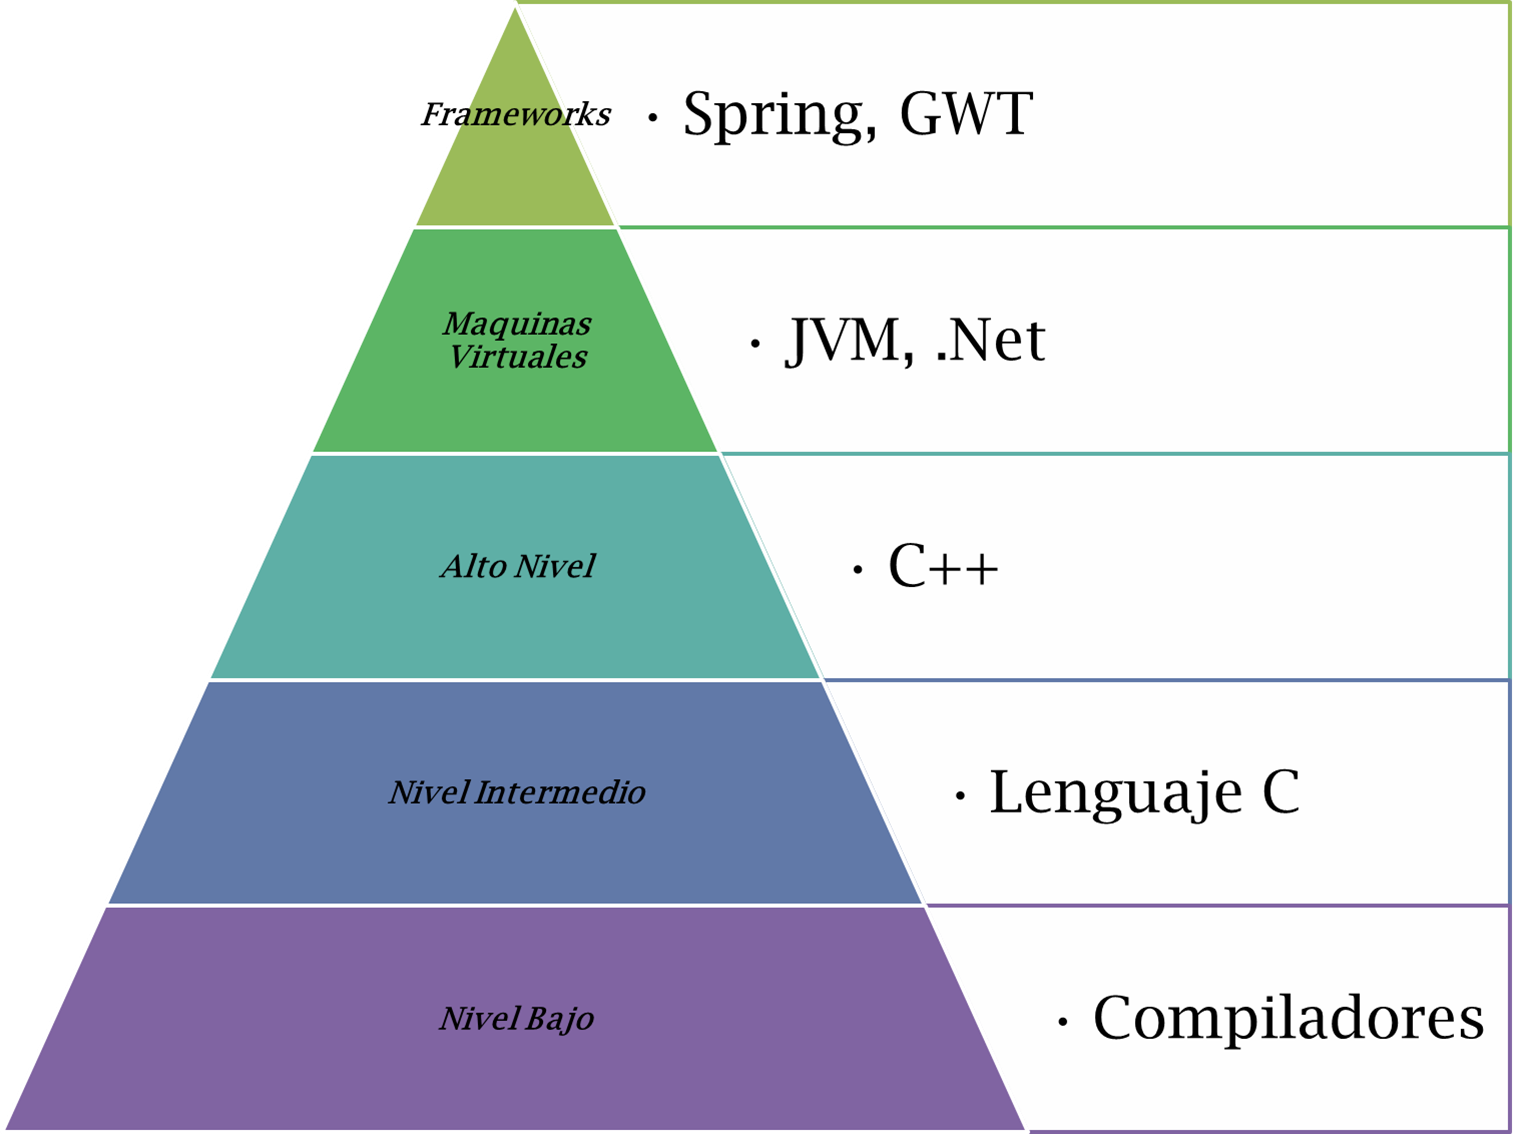 Frameworks
• Spring, GWT
Maquinas
Virtuales
• JVM, .Net
Alto Nivel
• C++
Nivel Intermedio
• Lenguaje C
Nivel Bajo
• Compiladores